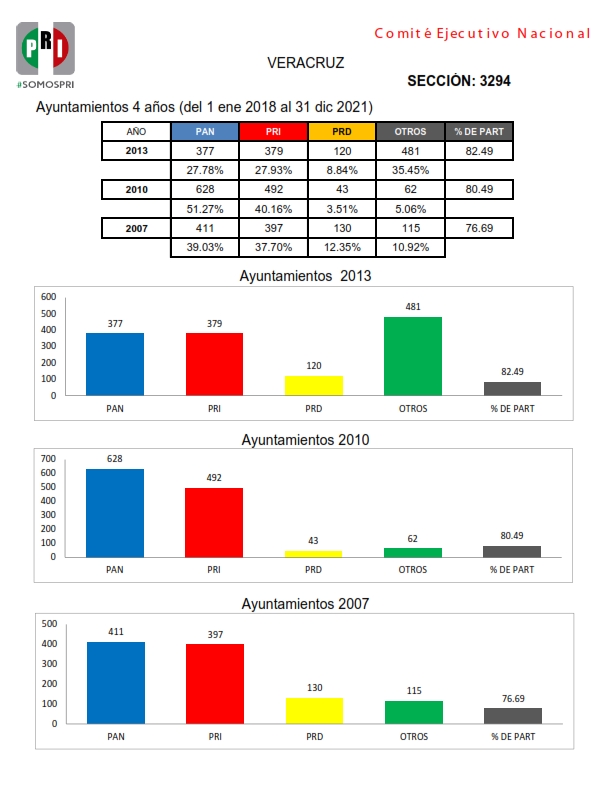 Comité Ejecutivo Nacional
PRI
#SOMOSPRI
VERACRUZ
SECCIÓN: 3294
Ayuntamientos 4 años (del 1 ene 2018 al 31 dic 2021)
AÑO PAN PRI PRD OTROS % DE PART
2013 377 379 120 481 82.49
27.78% 27.93% 8.84% 35.45%
2010 628 492 43 62 80.49
51.27% 40.16% 3.51% 5.06%
2007 411 397 130 115 76.69
39.03% 37.70% 12.35% 10.92%
Ayuntamientos 2013
600
500
400
300
200
100
0
377 379 120 481 82.49
PAN PRI PRD OTROS % DE PART
Ayuntamientos 2010
700
600
500
400
300
200
100
0
628 492 43 62 80.49
PAN PRI PRD OTROS % DE PART
Ayuntamientos 2007
500
400
300
200
100
0
411 397 130 115 76.69
PAN PRI PRD OTROS % DE PART